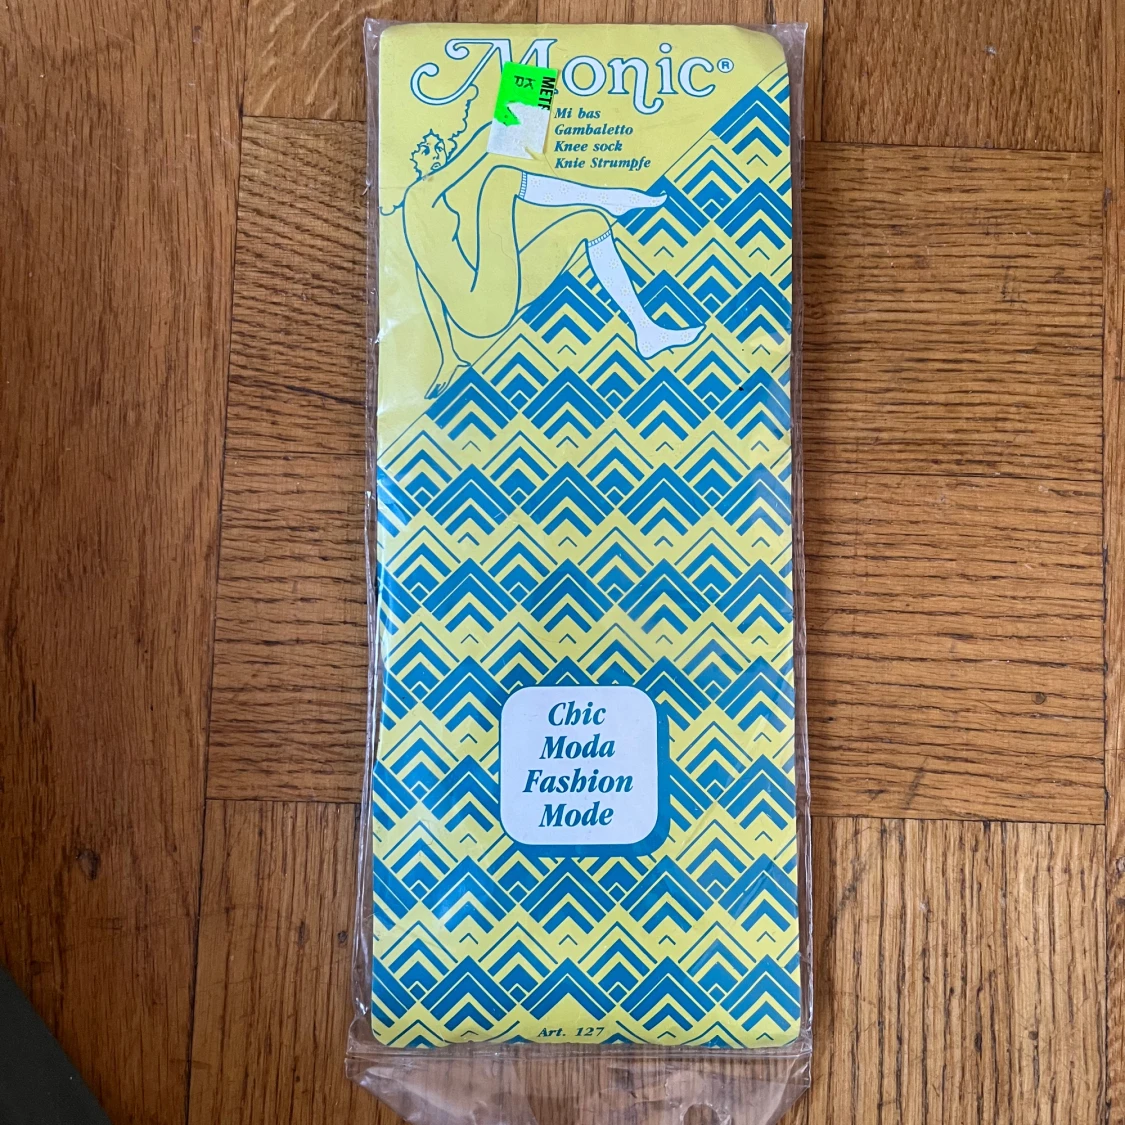 Monic®
Mi bas
Gambaletto
Knee sock
Knie Strumpfe
Chic
Moda
Fashion
Mode
Art. 127